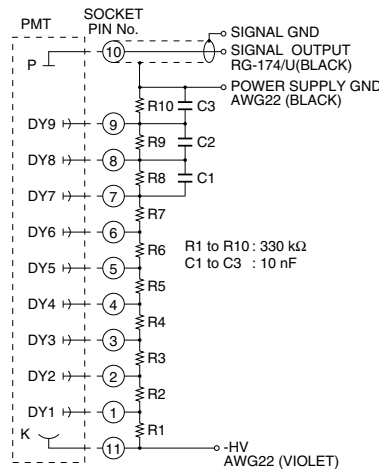 PMT
SOCKET
PIN No.
SIGNAL GND
P
10
SIGNAL OUTPUT
RG-174/U(BLACK)
POWER SUPPLY GND
AWG22 (BLACK)
R10
C3
DY9
9
R9
C2
DY8
8
R8
C1
DY7
7
R7
DY6
6
R6
R1 to R10 : 330 kΩ
C1 to C3 : 10 nF
DY5
5
R5
DY4
4
R4
DY3
3
R3
DY2
2
R2
DY1
1
R1
K
11
-HV
AWG22 (VIOLET)